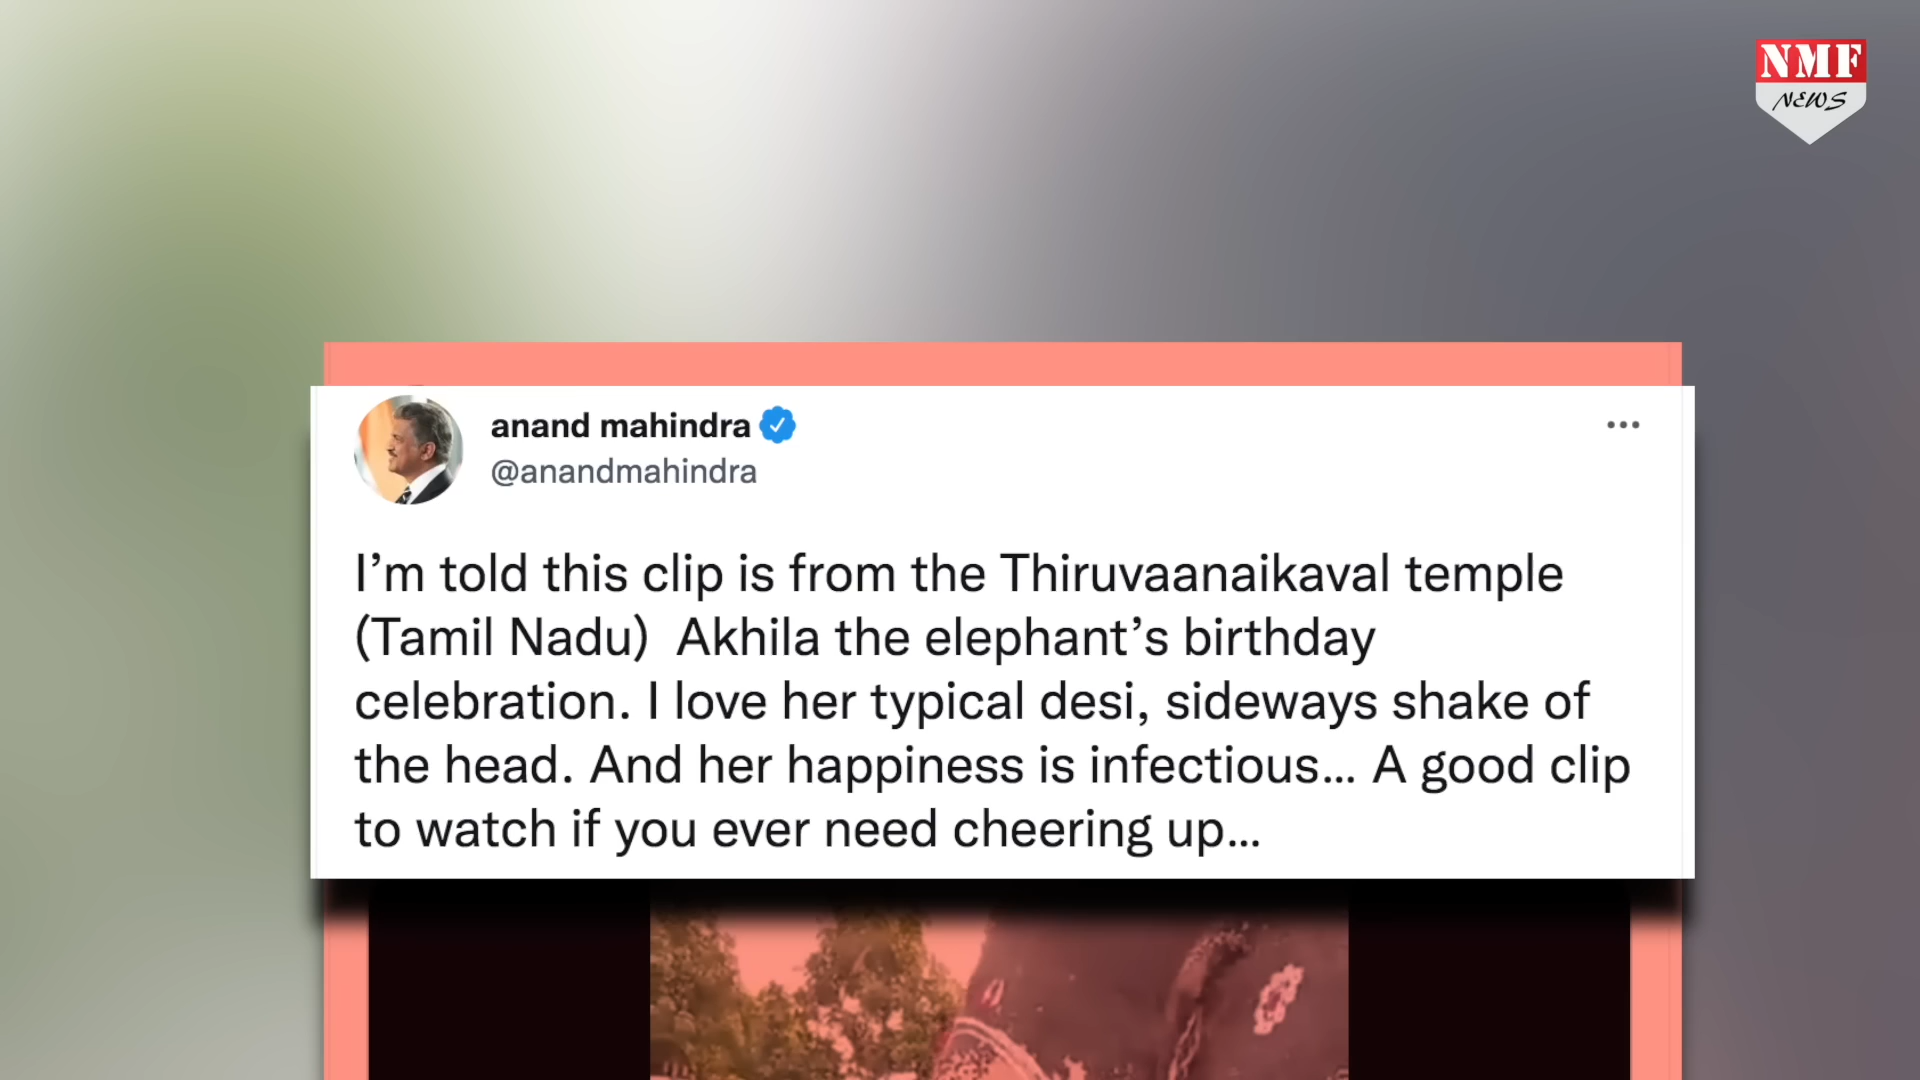 NMF
NEWS
anand mahindra
@anandmahindra
I’m told this clip is from the Thiruvaanaikaval temple
(Tamil Nadu)  Akhila the elephant’s birthday
celebration. I love her typical desi, sideways shake of
the head. And her happiness is infectious... A good clip
to watch if you ever need cheering up...